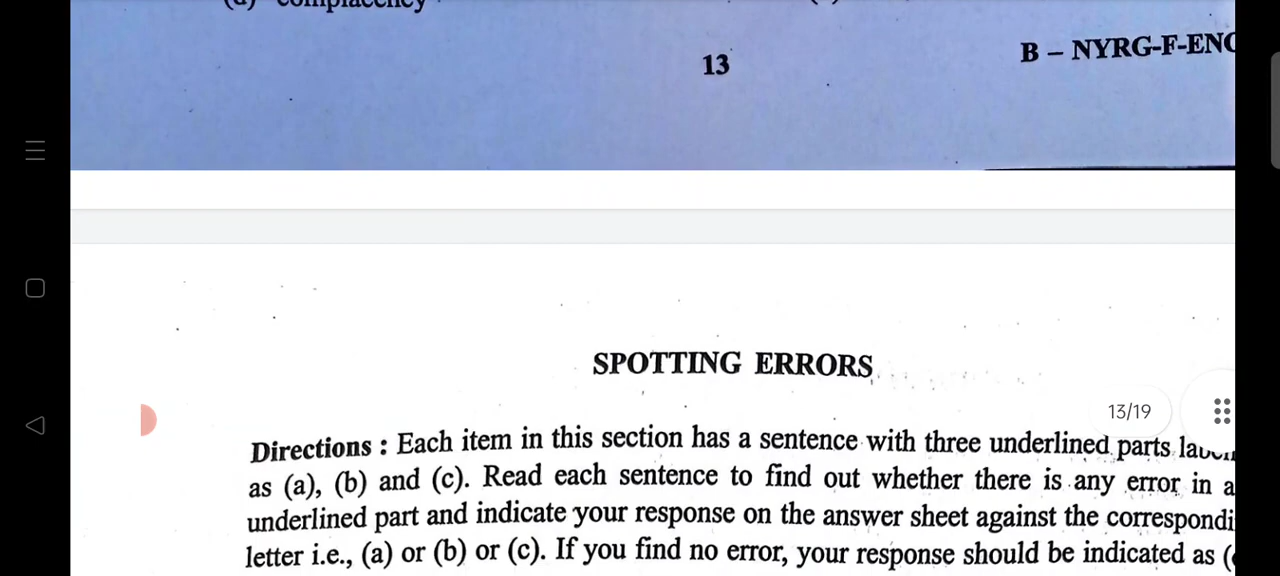 (d) complacency
13
B – NYRG-F-ENG
SPOTTING ERRORS
13/19
Directions : Each item in this section has a sentence with three underlined parts
as (a), (b) and (c). Read each sentence to find out whether there is any error in
underlined part and indicate your response on the answer sheet against the
letter i.e., (a) or (b) or (c). If you find no error, your response should be indicated as